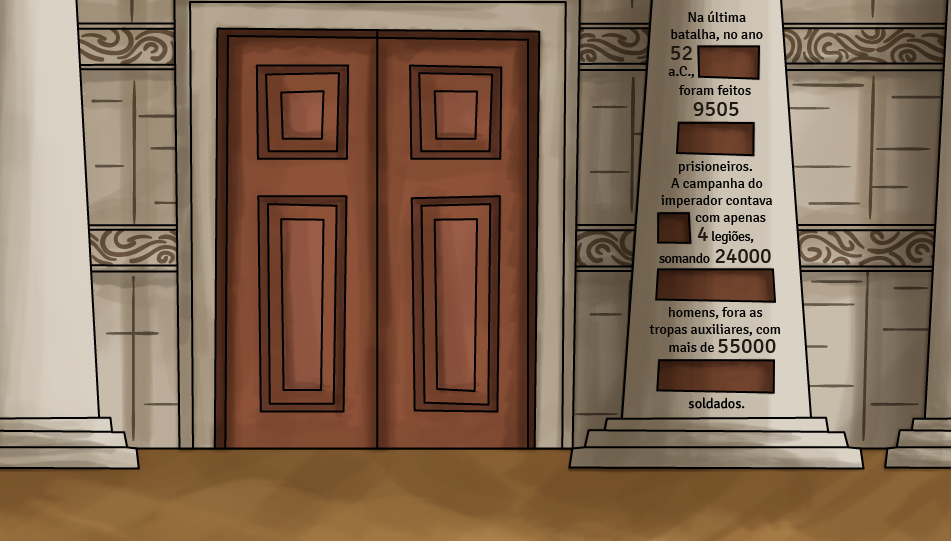 Na última
batalha, no ano
52
a.C.,
foram feitos
9505
prisioneiros.
A campanha do
imperador contava
com apenas
4 legiões,
somando 24000
homens, fora as
tropas auxiliares, com
mais de 55000
soldados.